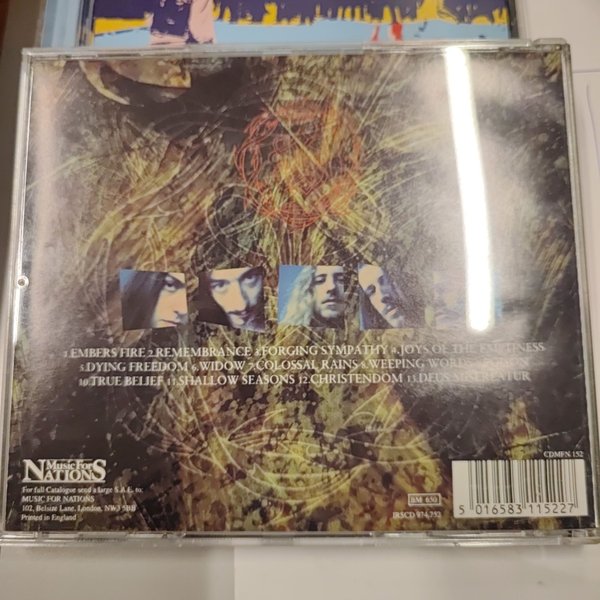 1.EMBERS FIRE 2.REMEMBRANCE 3.FORGING SYMPATHY 4.JOYS OF THE EMPTINESS
5.DYING FREEDOM 6.WIDOW 7.COLOSSAL RAINS 8.WEEPING WORDS
10.TRUE BELIEF 11.SHALLOW SEASONS 12.CHRISTENDOM 13.DEUS MISEREATUR
Music For
NATIONS
For full Catalogue send a large S.A.E. to:
MUSIC FOR NATIONS
102, Belsize Lane, London, NW3 5BB
Printed in England
BM 650
IRSCD 974.752
CDMFN 152
5 016583 115227